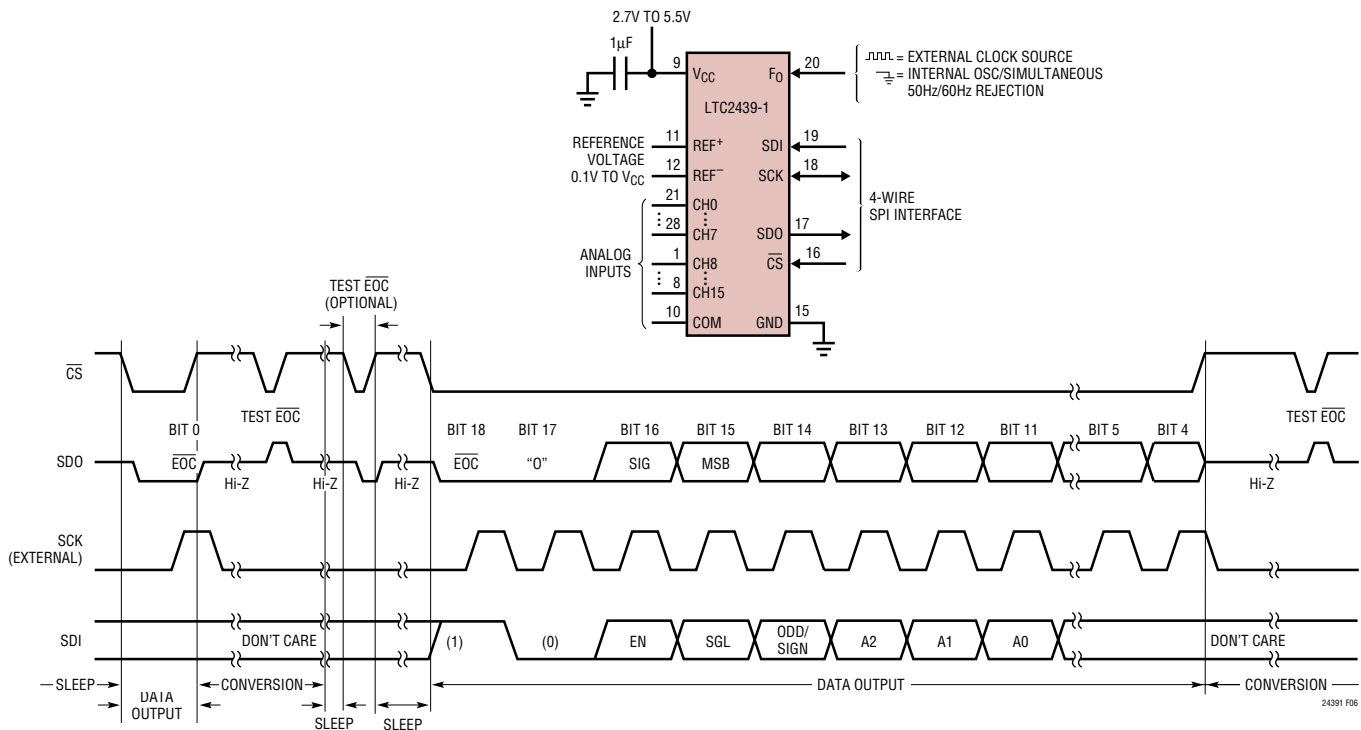 2.7V TO 5.5V
1µF
9
VCC
FO
20
= EXTERNAL CLOCK SOURCE
= INTERNAL OSC/SIMULTANEOUS
50Hz/60Hz REJECTION
LTC2439-1
REFERENCE
VOLTAGE
0.1V TO VCC
11
REF+
12
REF–
SDI
19
SCK
18
21
CH0
28
CH7
1
CH8
8
CH15
10
COM
ANALOG
INPUTS
SDO
17
CS
16
4-WIRE
SPI INTERFACE
GND
15
TEST EOC
(OPTIONAL)
CS
TEST EOC
TEST EOC
BIT 0
BIT 18
BIT 17
BIT 16
BIT 15
BIT 14
BIT 13
BIT 12
BIT 11
BIT 5
BIT 4
SDO
EOC
Hi-Z
Hi-Z
Hi-Z
EOC
“O”
SIG
MSB
Hi-Z
SCK
(EXTERNAL)
SDI
DON'T CARE
(1)
(0)
EN
SGL
ODD/
SIGN
A2
A1
A0
DON'T CARE
SLEEP
DATA
OUTPUT
CONVERSION
SLEEP
SLEEP
DATA OUTPUT
CONVERSION
24391 F06